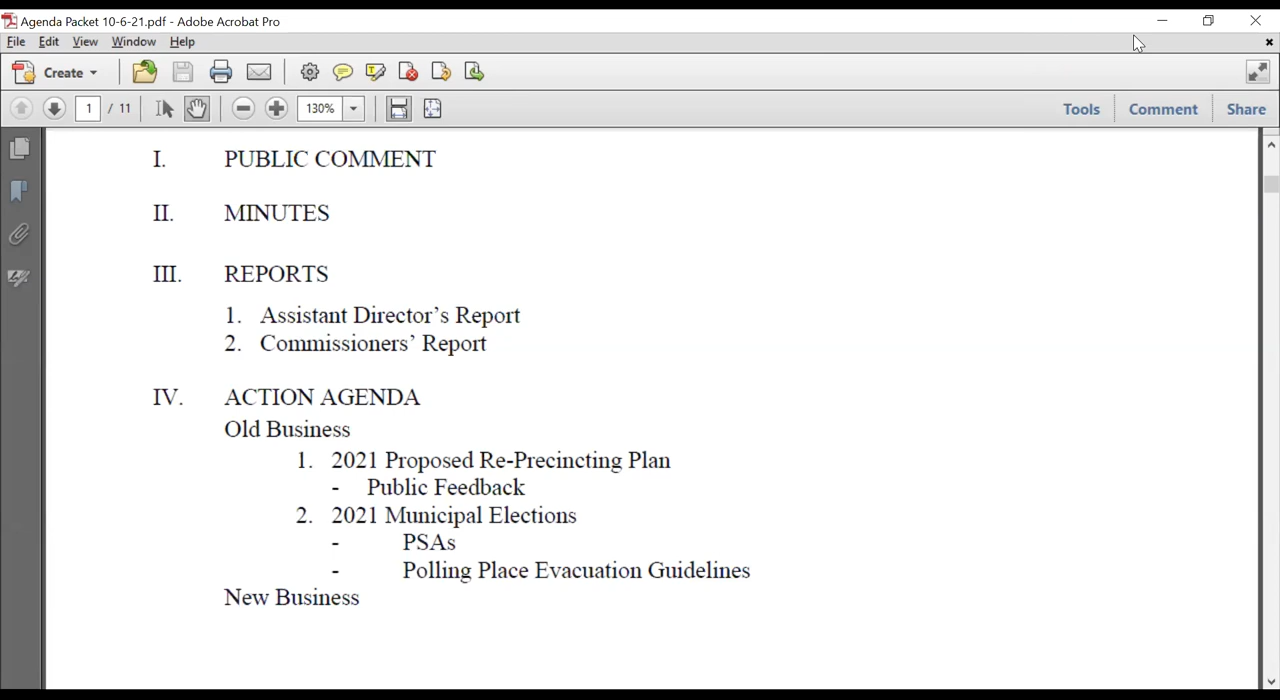 Agenda Packet 10-6-21.pdf - Adobe Acrobat Pro
File Edit View Window Help
Create
1 / 11 130% Tools Comment Share
I. PUBLIC COMMENT
II. MINUTES
III. REPORTS
1. Assistant Director's Report
2. Commissioners' Report
IV. ACTION AGENDA
Old Business
1. 2021 Proposed Re-Precincting Plan
- Public Feedback
2. 2021 Municipal Elections
- PSAs
- Polling Place Evacuation Guidelines
New Business